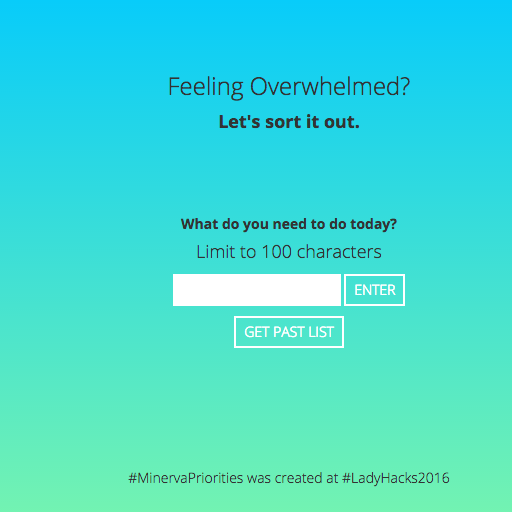 Feeling Overwhelmed?
Let's sort it out.
What do you need to do today?
Limit to 100 characters
ENTER
GET PAST LIST
#MinervaPriorities was created at #LadyHacks2016